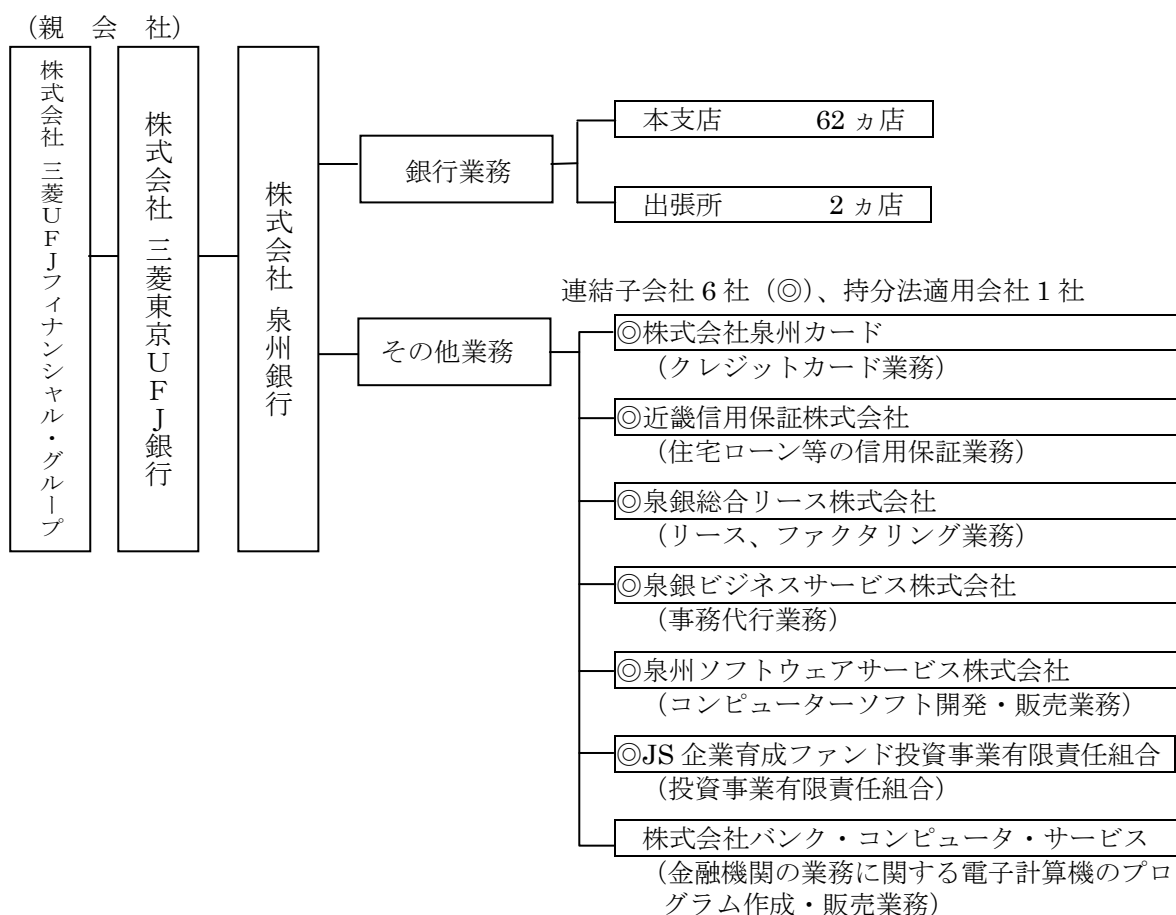 （親　会　社）
株式会社 三菱UFJフィナンシャル・グループ
株式会社 三菱東京UFJ銀行
株式会社 泉州銀行
銀行業務
本支店　62ヵ店
出張所　2ヵ店
その他業務
連結子会社6社（◎）、持分法適用会社1社
◎株式会社泉州カード
（クレジットカード業務）
◎近畿信用保証株式会社
（住宅ローン等の信用保証業務）
◎泉銀総合リース株式会社
（リース、ファクタリング業務）
◎泉銀ビジネスサービス株式会社
（事務代行業務）
◎泉州ソフトウェアサービス株式会社
（コンピューターソフト開発・販売業務）
◎JS企業育成ファンド投資事業有限責任組合
（投資事業有限責任組合）
株式会社バンク・コンピュータ・サービス
（金融機関の業務に関する電子計算機のプロ
グラム作成・販売業務）